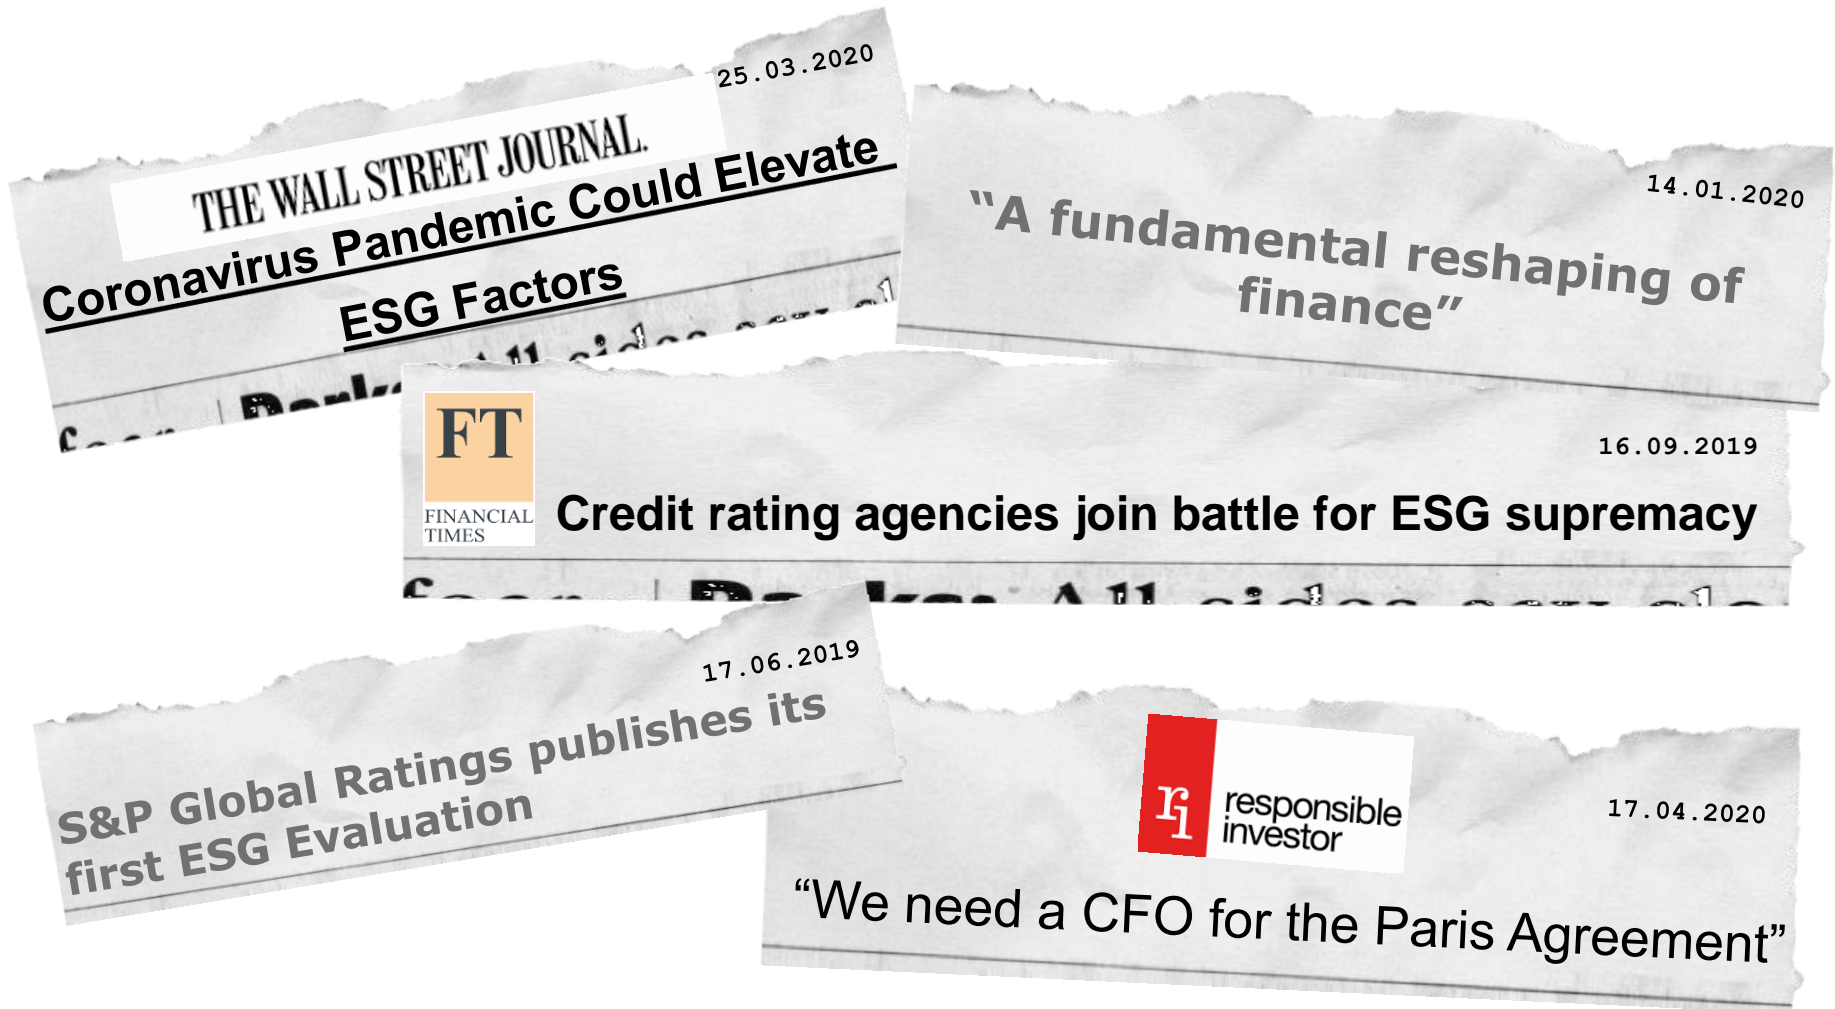 25.03.2020
THE WALL STREET JOURNAL.
Coronavirus Pandemic Could Elevate
ESG Factors
14.01.2020
“A fundamental reshaping of
finance”
FT
FINANCIAL
TIMES
16.09.2019
Credit rating agencies join battle for ESG supremacy
17.06.2019
S&P Global Ratings publishes its
first ESG Evaluation
ri
responsible
investor
17.04.2020
“We need a CFO for the Paris Agreement”